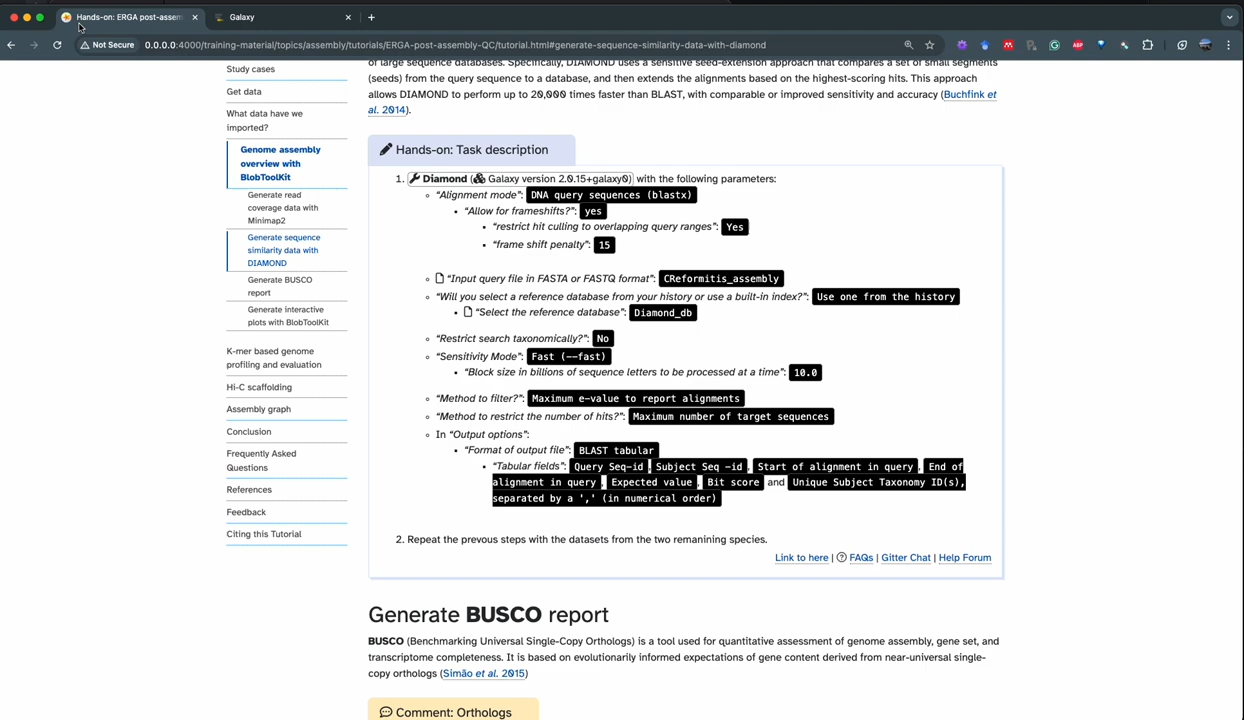 Hands-on: ERGA post-assem
Galaxy
Not Secure
0.0.0.0:4000/training-material/topics/assembly/tutorials/ERGA-post-assembly-QC/tutorial.html#generate-sequence-similarity-data-with-diamond
Study cases
Get data
What data have we
imported?
Genome assembly
overview with
BlobToolKit
Generate read
coverage data with
Minimap2
Generate sequence
similarity data with
DIAMOND
Generate BUSCO
report
Generate interactive
plots with BlobToolKit
K-mer based genome
profiling and evaluation
Hi-C scaffolding
Assembly graph
Conclusion
Frequently Asked
Questions
References
Feedback
Citing this Tutorial
of large sequence databases. Specifically, DIAMOND uses a sensitive seed-extension approach that compares a set of small segments
(seeds) from the query sequence to a database, and then extends the alignments based on the highest-scoring hits. This approach
allows DIAMOND to perform up to 20,000 times faster than BLAST, with comparable or improved sensitivity and accuracy (Buchfink et
al. 2014).
Hands-on: Task description
1. Diamond ( Galaxy version 2.0.15+galaxy0) with the following parameters:
"Alignment mode": DNA query sequences (blastx)
"Allow for frameshifts?": yes
"restrict hit culling to overlapping query ranges": Yes
"frame shift penalty": 15
"Input query file in FASTA or FASTQ format": CReformitis_assembly
"Will you select a reference database from your history or use a built-in index?": Use one from the history
"Select the reference database": Diamond_db
"Restrict search taxonomically?": No
"Sensitivity Mode": Fast (--fast)
"Block size in billions of sequence letters to be processed at a time": 10.0
"Method to filter?": Maximum e-value to report alignments
"Method to restrict the number of hits?": Maximum number of target sequences
In "Output options":
"Format of output file": BLAST tabular
"Tabular fields": Query Seq-id, Subject Seq -id, Start of alignment in query, End of
alignment in query, Expected value, Bit score and Unique Subject Taxonomy ID(s),
separated by a ',' (in numerical order)
2. Repeat the prevous steps with the datasets from the two remanining species.
Link to here | FAQs | Gitter Chat | Help Forum
Generate BUSCO report
BUSCO (Benchmarking Universal Single-Copy Orthologs) is a tool used for quantitative assessment of genome assembly, gene set, and
transcriptome completeness. It is based on evolutionarily informed expectations of gene content derived from near-universal single-
copy orthologs (Simão et al. 2015)
Comment: Orthologs